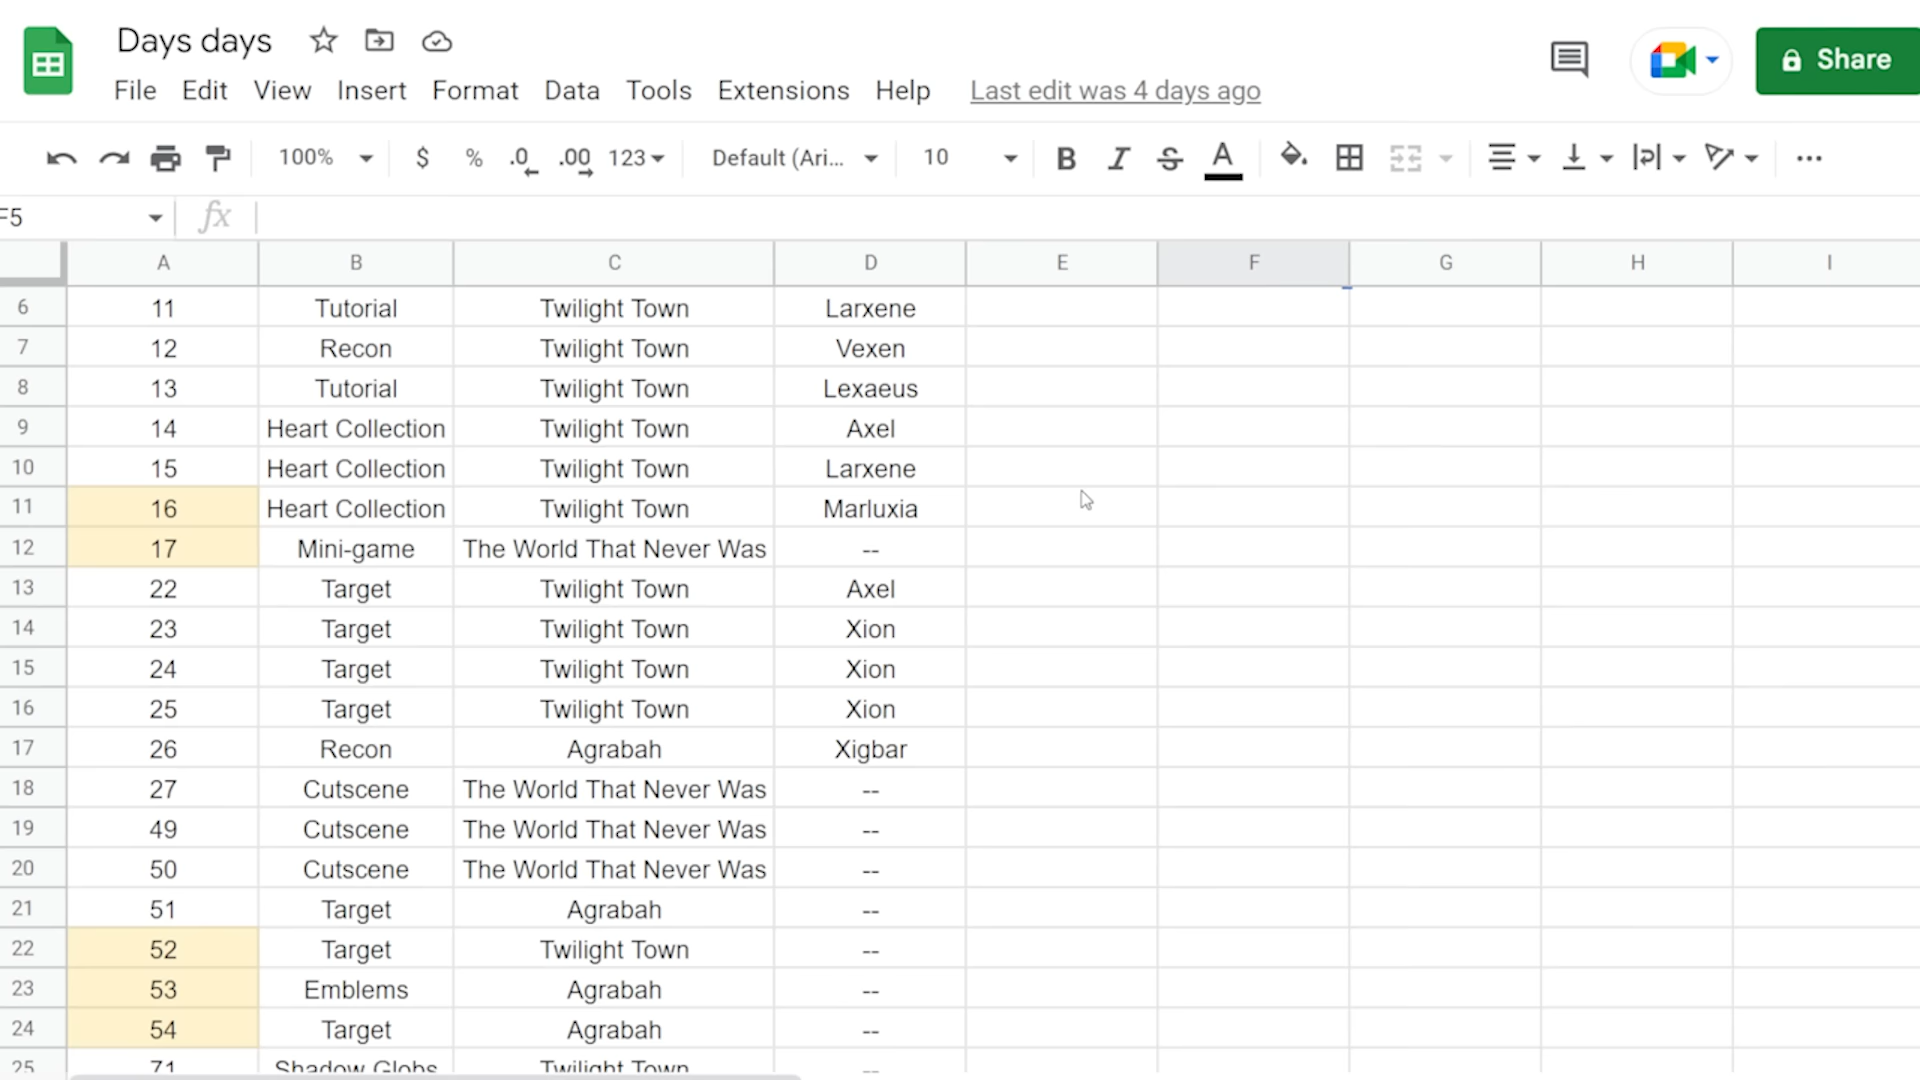 Days days
File Edit View Insert Format Data Tools Extensions Help Last edit was 4 days ago
Share
100% $ % .0 .00 123 Default (Ari... 10 B I S A
F5 fx
A B C D E F G H I
6 11 Tutorial Twilight Town Larxene
7 12 Recon Twilight Town Vexen
8 13 Tutorial Twilight Town Lexaeus
9 14 Heart Collection Twilight Town Axel
10 15 Heart Collection Twilight Town Larxene
11 16 Heart Collection Twilight Town Marluxia
12 17 Mini-game The World That Never Was --
13 22 Target Twilight Town Axel
14 23 Target Twilight Town Xion
15 24 Target Twilight Town Xion
16 25 Target Twilight Town Xion
17 26 Recon Agrabah Xigbar
18 27 Cutscene The World That Never Was --
19 49 Cutscene The World That Never Was --
20 50 Cutscene The World That Never Was --
21 51 Target Agrabah --
22 52 Target Twilight Town --
23 53 Emblems Agrabah --
24 54 Target Agrabah --
25 71 Shadow Globs Twilight Town --